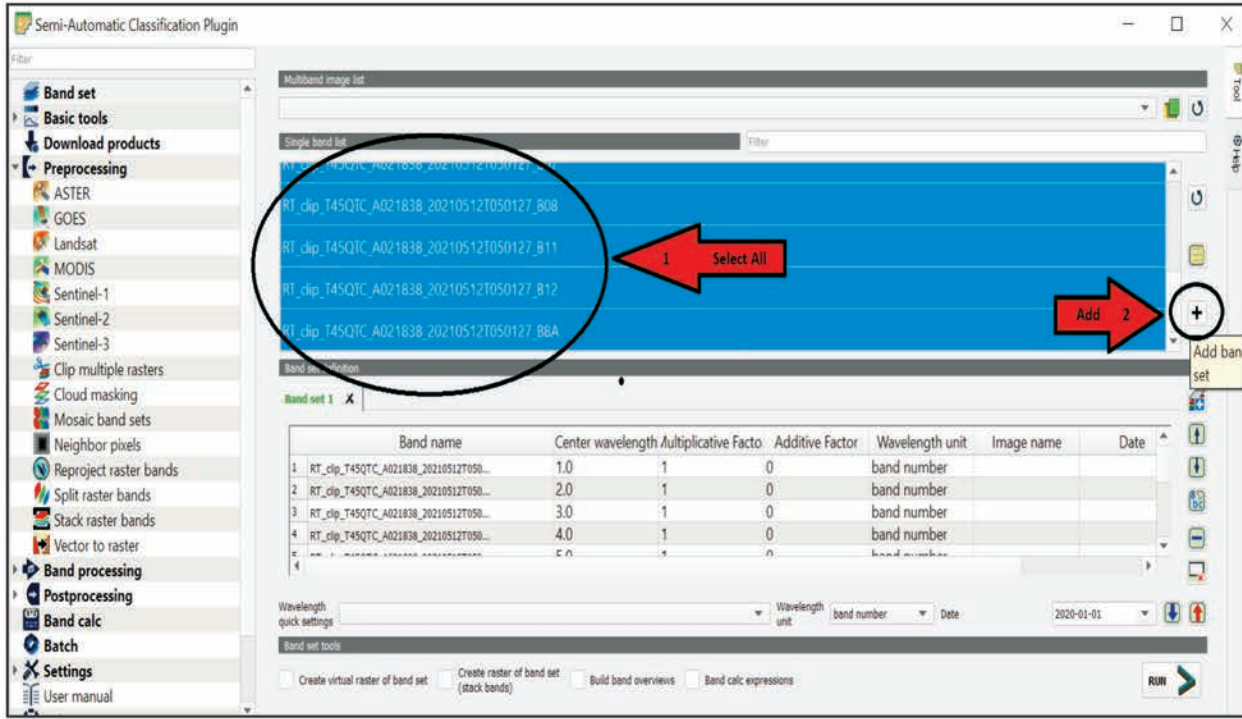 Semi-Automatic Classification Plugin
Filter
Band set
Basic tools
Download products
Preprocessing
ASTER
GOES
Landsat
MODIS
Sentinel-1
Sentinel-2
Sentinel-3
Clip multiple rasters
Cloud masking
Mosaic band sets
Neighbor pixels
Reproject raster bands
Split raster bands
Stack raster bands
Vector to raster
Band processing
Postprocessing
Band calc
Batch
Settings
User manual
Multiband image list
Single band list
Filter
RT_clip_T45QTC_A021838_20210512T050127_B08
RT_clip_T45QTC_A021838_20210512T050127_B11
RT_clip_T45QTC_A021838_20210512T050127_B12
RT_clip_T45QTC_A021838_20210512T050127_B8A
1 Select All
Add 2
Add ban
set
Band set definition
Band set 1 X
Band name Center wavelength Multiplicative Facto Additive Factor Wavelength unit Image name Date
1 RT_clip_T45QTC_A021838_20210512T050... 1.0 1 0 band number
2 RT_clip_T45QTC_A021838_20210512T050... 2.0 1 0 band number
3 RT_clip_T45QTC_A021838_20210512T050... 3.0 1 0 band number
4 RT_clip_T45QTC_A021838_20210512T050... 4.0 1 0 band number
Wavelength
quick settings
Wavelength
unit
band number
Date
2020-01-01
Band set tools
Create virtual raster of band set
Create raster of band set
(stack bands)
Build band overviews
Band calc expressions
RUN
Tool
Help